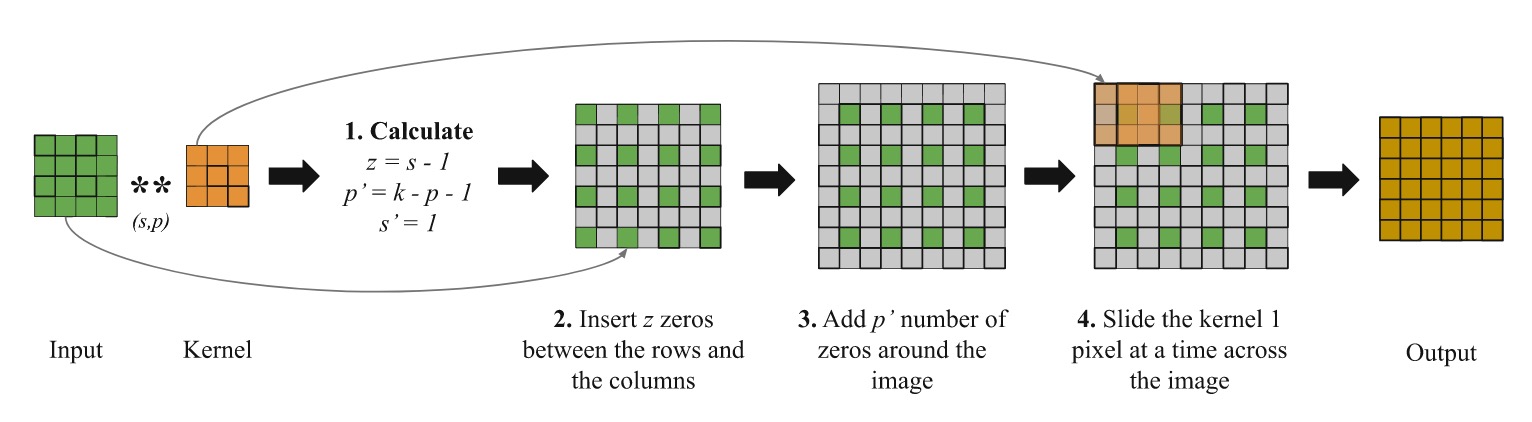 Input
**
(s,p)
Kernel
1. Calculate
z = s - 1
p’ = k - p - 1
s’ = 1
2. Insert z zeros
between the rows and
the columns
3. Add p’ number of
zeros around the
image
4. Slide the kernel 1
pixel at a time across
the image
Output